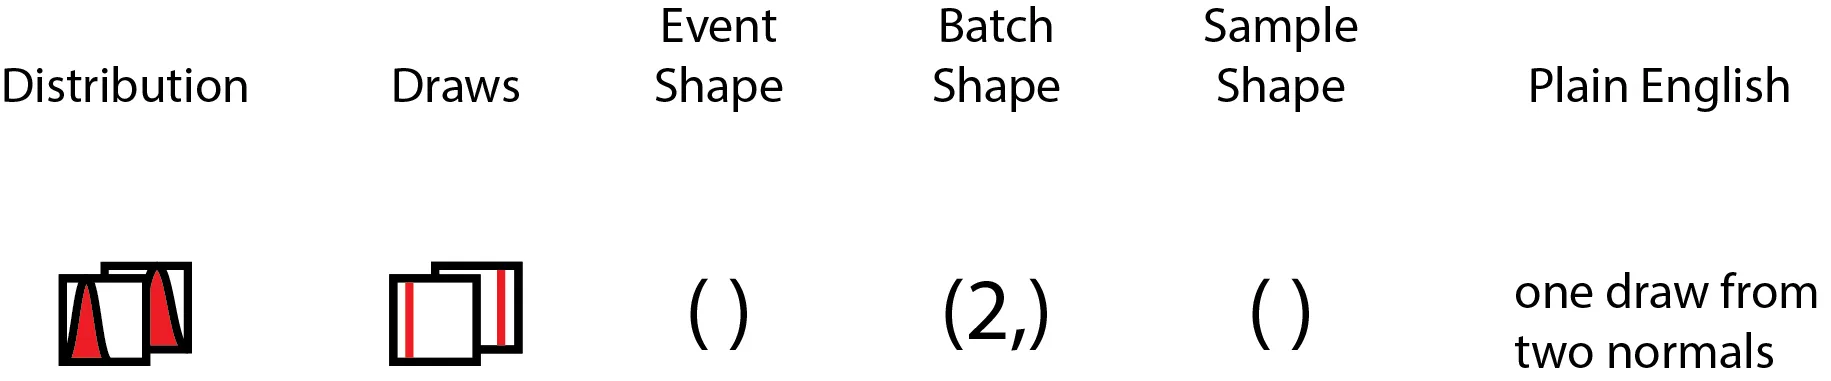 Distribution
Draws
Event
Shape
Batch
Shape
Sample
Shape
Plain English
( )
(2,)
( )
one draw from
two normals